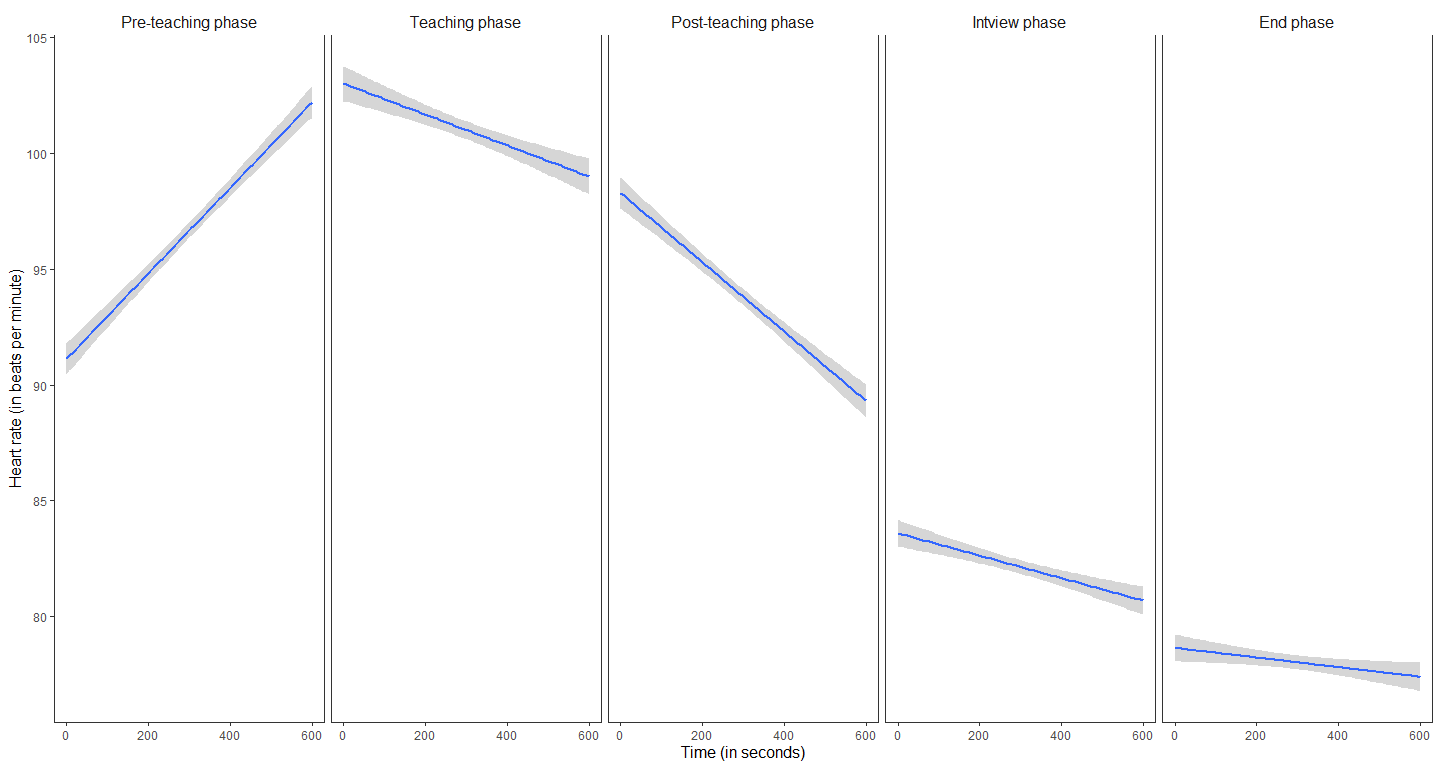 Pre-teaching phase Teaching phase Post-teaching phase Intview phase End phase
105
100
95
90
85
80
Heart rate (in beats per minute)
0 200 400 600 0 200 400 600 0 200 400 600 0 200 400 600 0 200 400 600
Time (in seconds)